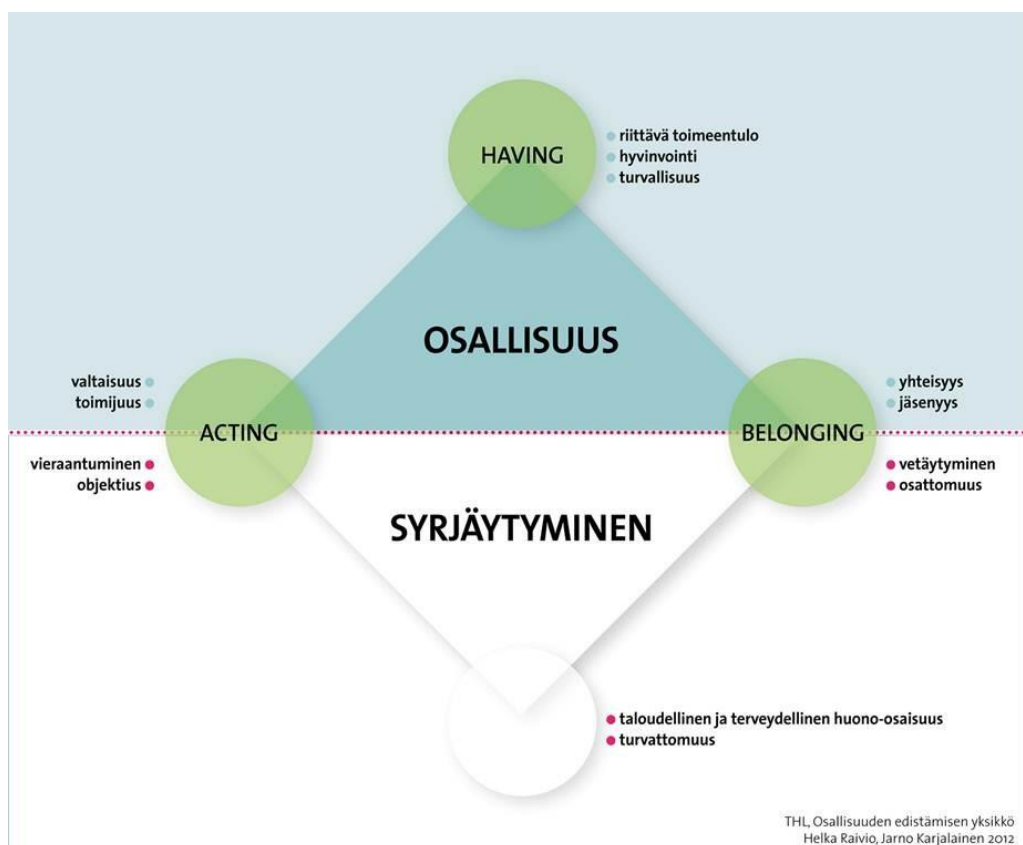 HAVING
riittävä toimeentulo
hyvinvointi
turvallisuus
OSALLISUUS
valtaisuus
toimijuus
yhteisyys
jäsenyys
ACTING
BELONGING
vieraantuminen
objektius
vetäytyminen
osattomuus
SYRJÄYTYMINEN
taloudellinen ja terveydellinen huono-osaisuus
turvattomuus
THL, Osallisuuden edistämisen yksikkö
Helka Raivio, Jarno Karjalainen 2012